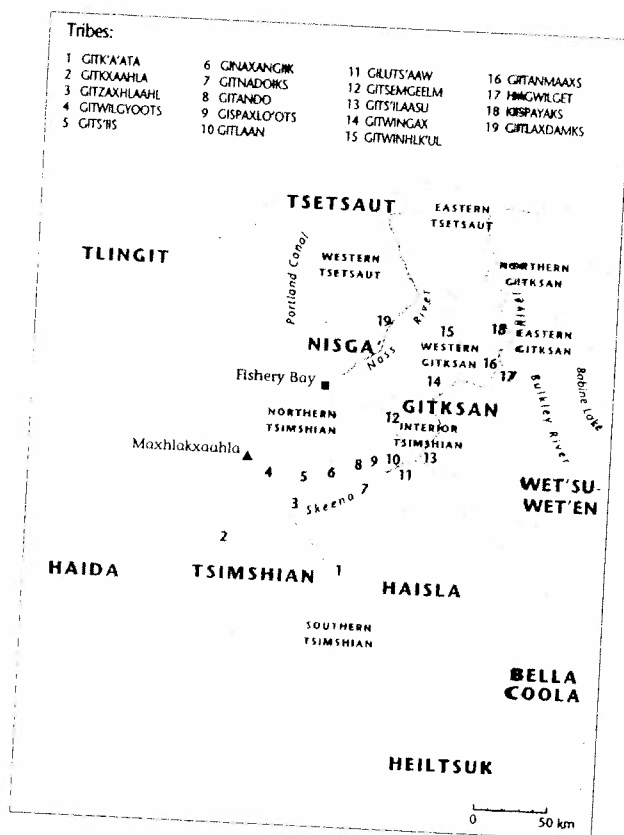 Tribes:
1 GITK'A'ATA
2 GITKXAAHLA
3 GITZAXHLAAHL
4 GITWILGYOOTS
5 GITS'IIS
6 GINAXANGIIK
7 GITNADOIKS
8 GITANDO
9 GISPAXLO'OTS
10 GITLAAN
11 GILUTS'AAW
12 GITSEMGEELM
13 GITS'ILAASU
14 GITWINGAX
15 GITWINHLK'UL
16 GITANMAAXS
17 HAGWILGET
18 KISPAYAKS
19 GITLAXDAMKS
TSETSAUT
EASTERN
TSETSAUT
TLINGIT
Portland Canal
WESTERN
TSETSAUT
NORTHERN
GITKSAN
River
River
19
15
18
EASTERN
GITKSAN
NISGA'
Nass
WESTERN
GITKSAN
16
17
14
Fishery Bay
Bulkley River
Babine Lake
GITKSAN
NORTHERN
TSIMSHIAN
12
INTERIOR
TSIMSHIAN
Maxhlakxaahla
4
5
6
8
9
10
13
11
7
3
Skeena
WET'SU-
WET'EN
2
HAIDA
TSIMSHIAN
1
HAISLA
SOUTHERN
TSIMSHIAN
BELLA
COOLA
HEILTSUK
0
50 km